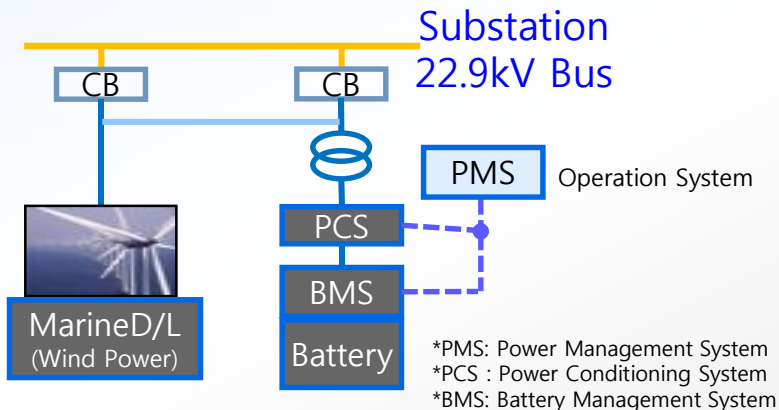 Substation
22.9kV Bus
CB
CB
PMS
Operation System
PCS
BMS
MarineD/L
(Wind Power)
Battery
*PMS: Power Management System
*PCS : Power Conditioning System
*BMS: Battery Management System